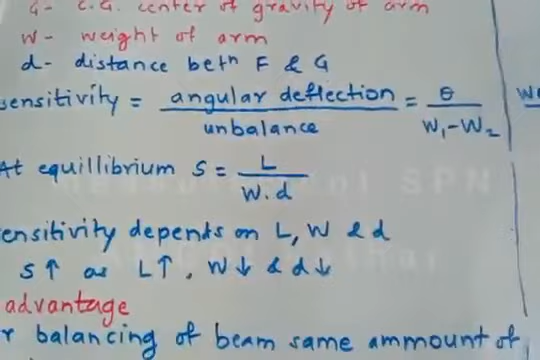 G- C.G. center of gravity of arm
W- weight of arm
d- distance betn F & G
sensitivity = angular deflection / unbalance = θ / W₁-W₂
At equillibrium S = L / W.d
ensitivity depends on L, W & d
S↑ as L↑, W↓ & d↓
advantage
r balancing of beam same ammount of